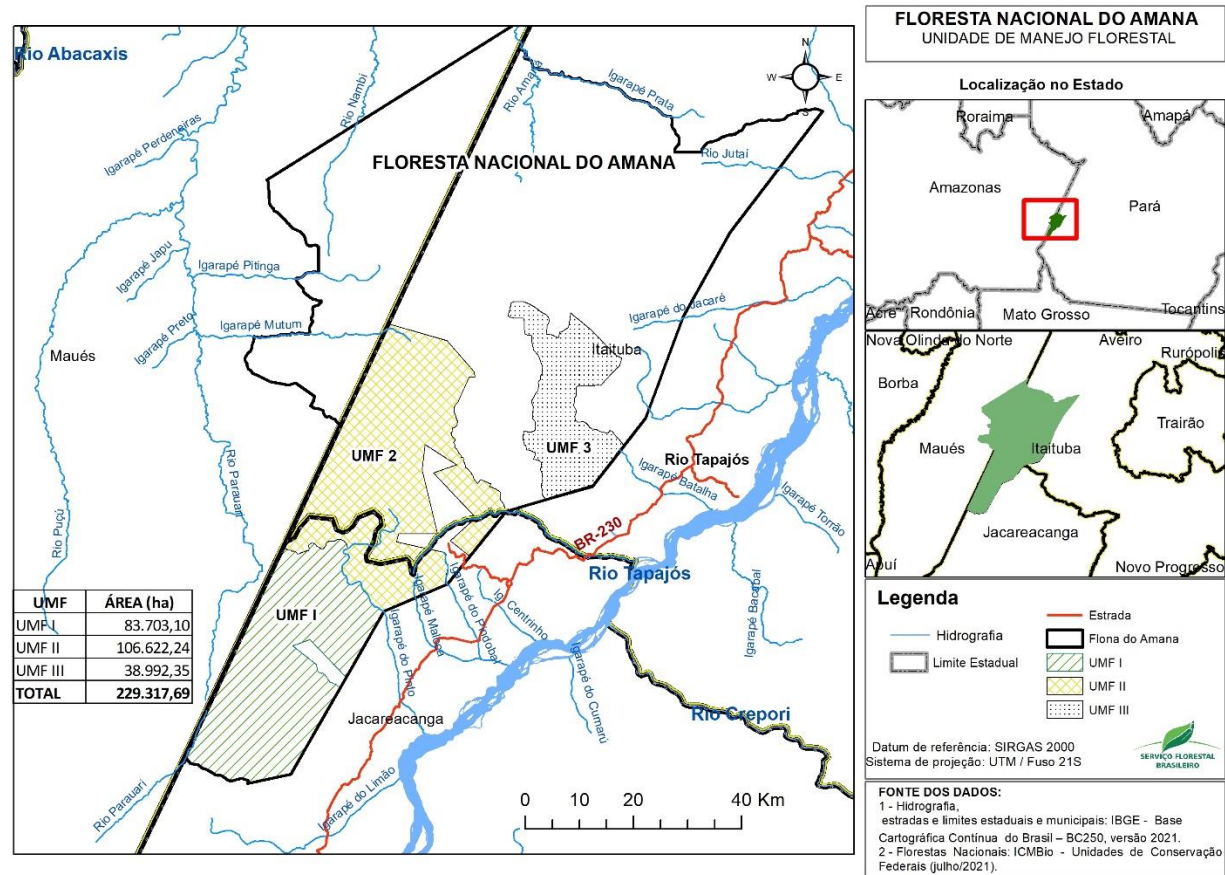 FLORESTA NACIONAL DO AMANA
UNIDADE DE MANEJO FLORESTAL
Localização no Estado
Roraima
Amapá
Amazonas
Pará
Acre
Rondônia
Mato Grosso
Tocantins
Nova Olinda do Norte
Aveiro
Rurópolis
Borba
Trairão
Maués
Itaituba
Jacareacanga
Apuí
Novo Progresso
Legenda
Hidrografia
Limite Estadual
Estrada
Flona do Amana
UMF I
UMF II
UMF III
Datum de referência: SIRGAS 2000
Sistema de projeção: UTM / Fuso 21S
SERVIÇO FLORESTAL
BRASILEIRO
FONTE DOS DADOS:
1 - Hidrografia,
estradas e limites estaduais e municipais: IBGE - Base
Cartográfica Contínua do Brasil – BC250, versão 2021.
2 - Florestas Nacionais: ICMBio - Unidades de Conservação
Federais (julho/2021).
Rio Abacaxis
N
W
E
S
Rio Amana
Igarapé Prata
Rio Nambi
Igarapé Perdeneiras
FLORESTA NACIONAL DO AMANA
Rio Jutaí
Igarapé Japu
Igarapé Pitinga
Igarapé do Jacaré
Igarapé Preto
Igarapé Mutum
Maués
Itaituba
UMF 2
UMF 3
Rio Tapajós
Igarapé Batalha
Rio Parauari
Igarapé Torrão
Rio Puçú
BR-230
Rio Tapajós
Igarapé Bacabal
UMF I
Igarapé do Pindobal
Ig. Centrinho
Igarapé Maloca
Igarapé do Pinto
Igarapé do Cumarú
Jacareacanga
Rio Crepori
Igarapé do Limão
Rio Parauari
0 10 20 40 Km
UMF ÁREA (ha)
UMF I 83.703,10
UMF II 106.622,24
UMF III 38.992,35
TOTAL 229.317,69